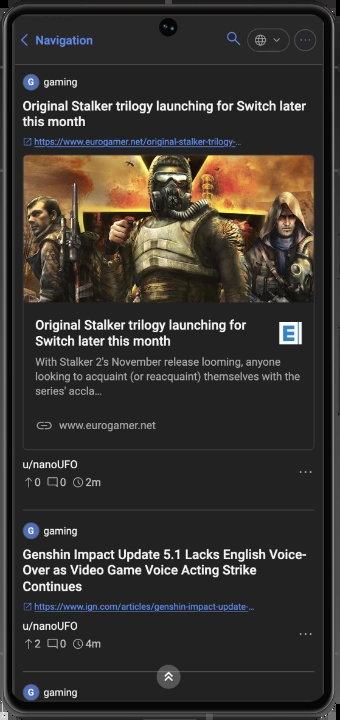 Navigation
G gaming
Original Stalker trilogy launching for Switch later
this month
https://www.eurogamer.net/original-stalker-trilogy-...
Original Stalker trilogy launching for
Switch later this month
E
With Stalker 2's November release looming, anyone
looking to acquaint (or reacquaint) themselves with the
series' accla...
www.eurogamer.net
u/nanoUFO
0 0 2m
G gaming
Genshin Impact Update 5.1 Lacks English Voice-
Over as Video Game Voice Acting Strike
Continues
https://www.ign.com/articles/genshin-impact-update-...
u/nanoUFO
2 0 4m
G gaming